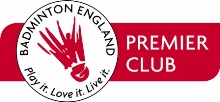 BADMINTON ENGLAND
Play it. Love it. Live it.
PREMIER
CLUB